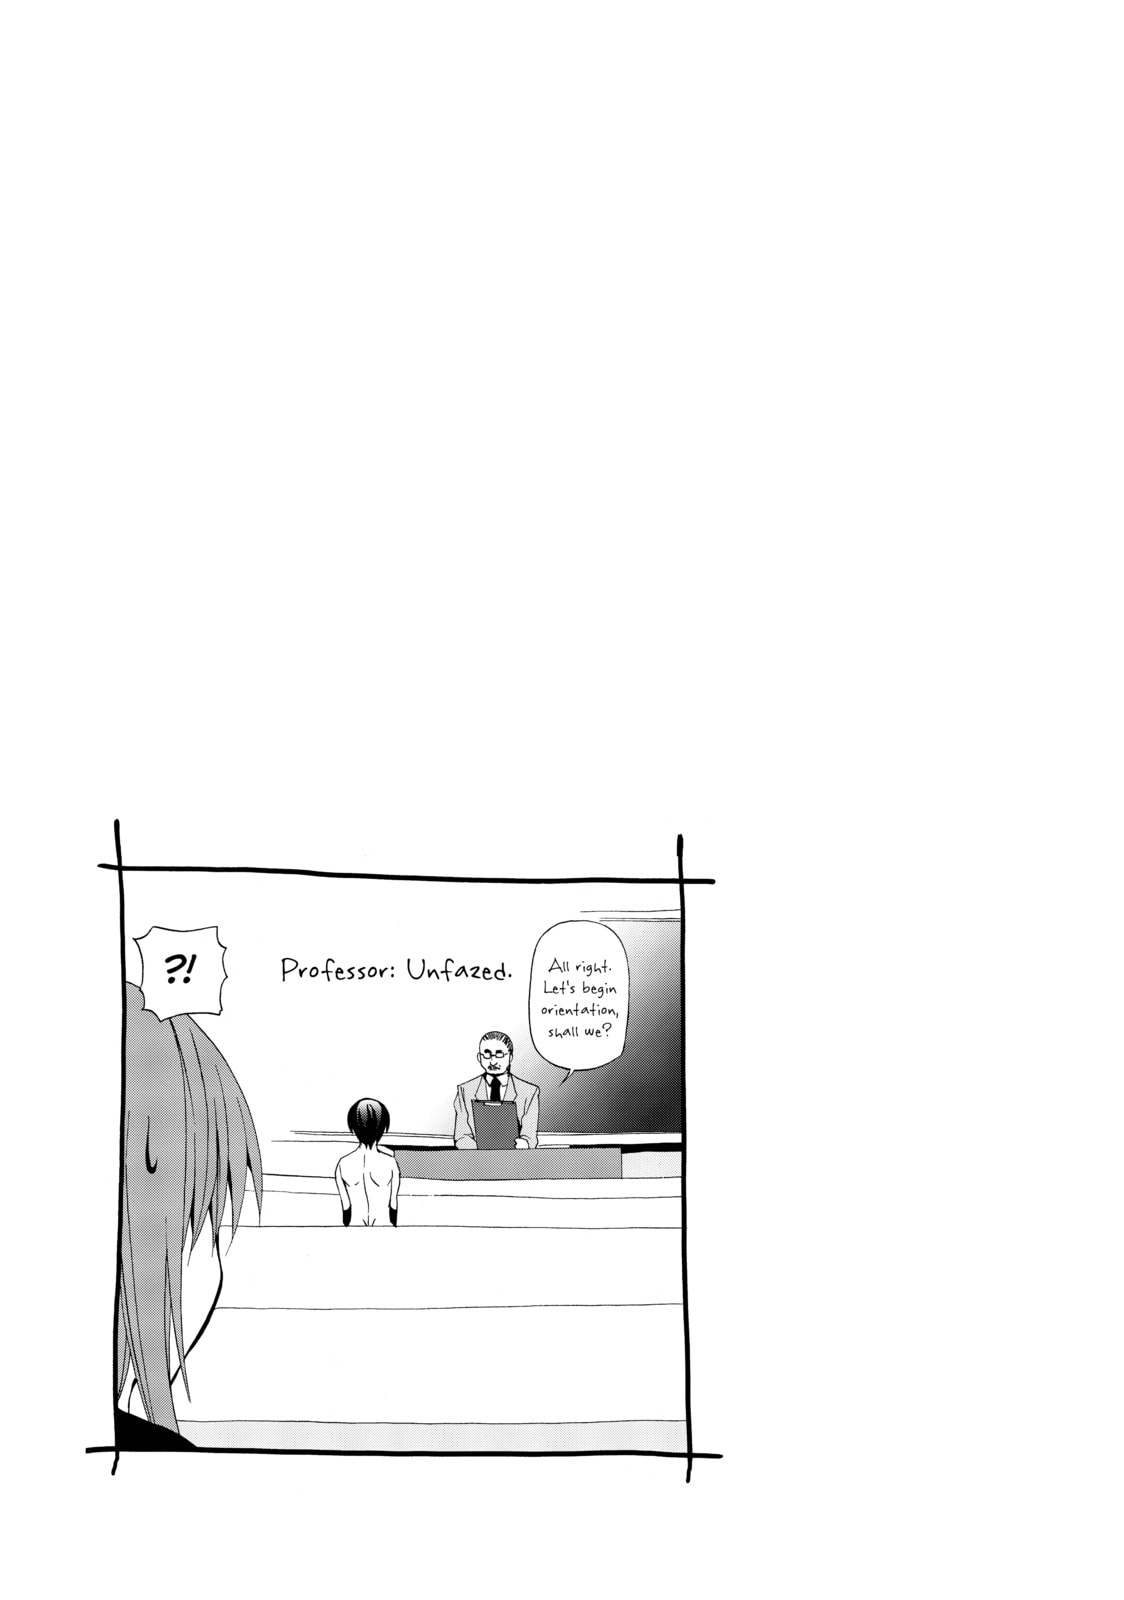 ?!
Professor: Unfazed.
All right.
Let's begin
orientation,
shall we?